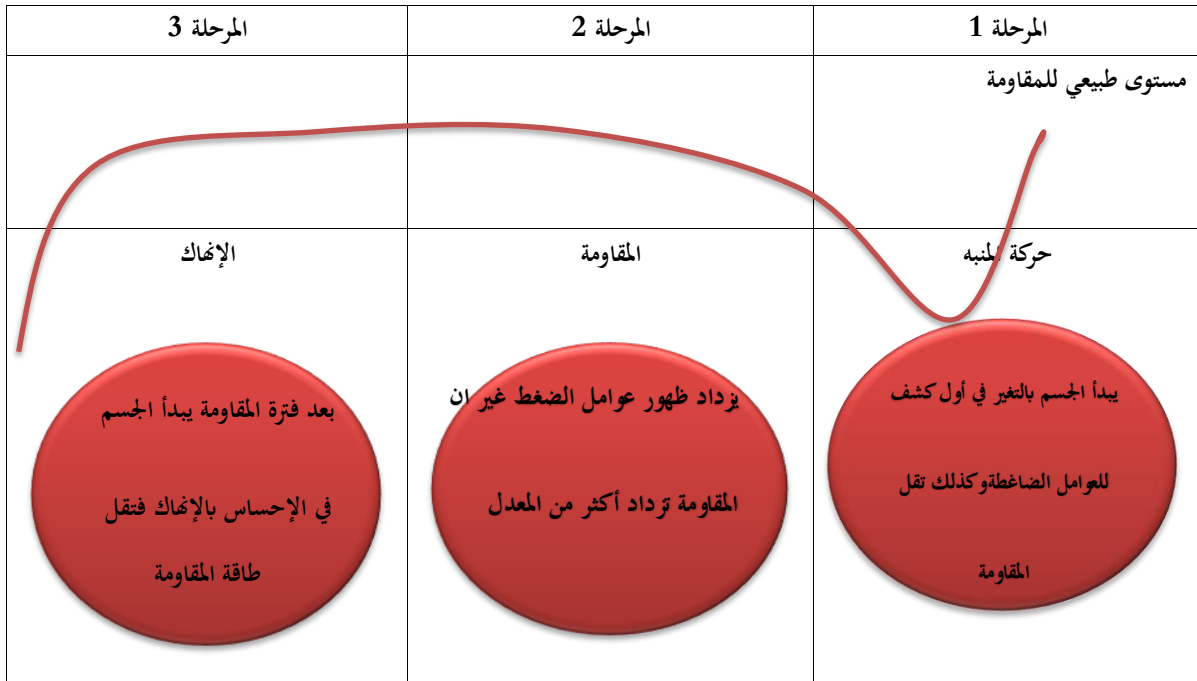 المرحلة 1
المرحلة 2
المرحلة 3
مستوى طبيعي للمقاومة
حركة المنبه
المقاومة
الإنهاك
يبدأ الجسم بالتغير في أول كشف
للعوامل الضاغطة وكذلك تقل
المقاومة
يزداد ظهور عوامل الضغط غير ان
المقاومة تزداد أكثر من المعدل
بعد فترة المقاومة يبدأ الجسم
في الإحساس بالإنهاك فتقل
طاقة المقاومة